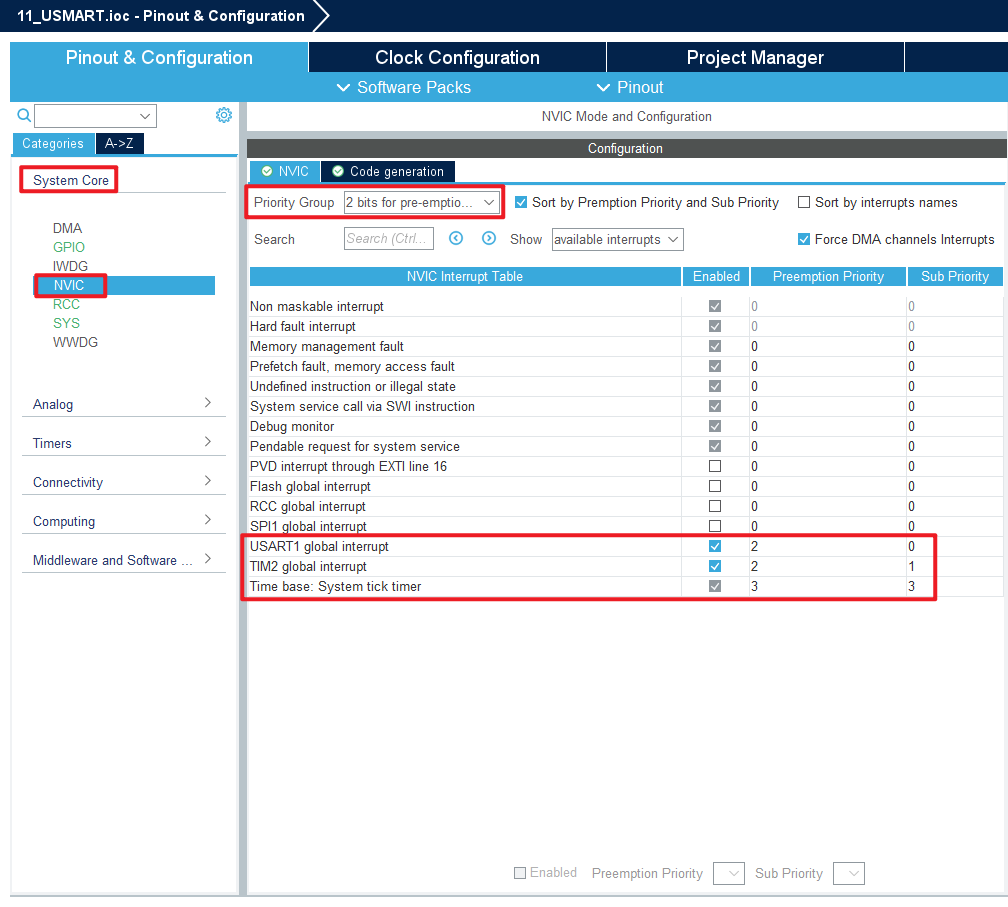 11_USMART.ioc - Pinout & Configuration
Pinout & Configuration
Clock Configuration
Project Manager
Software Packs
Pinout
Categories
A->Z
System Core
DMA
GPIO
IWDG
NVIC
RCC
SYS
WWDG
Analog
Timers
Connectivity
Computing
Middleware and Software ...
NVIC Mode and Configuration
Configuration
NVIC
Code generation
Priority Group 2 bits for pre-emptio... Sort by Premption Priority and Sub Priority Sort by interrupts names
Search Search (Ctrl... Show available interrupts Force DMA channels Interrupts
NVIC Interrupt Table Enabled Preemption Priority Sub Priority
Non maskable interrupt 0 0
Hard fault interrupt 0 0
Memory management fault 0 0
Prefetch fault, memory access fault 0 0
Undefined instruction or illegal state 0 0
System service call via SWI instruction 0 0
Debug monitor 0 0
Pendable request for system service 0 0
PVD interrupt through EXTI line 16 0 0
Flash global interrupt 0 0
RCC global interrupt 0 0
SPI1 global interrupt 0 0
USART1 global interrupt 2 0
TIM2 global interrupt 2 1
Time base: System tick timer 3 3
Enabled Preemption Priority Sub Priority